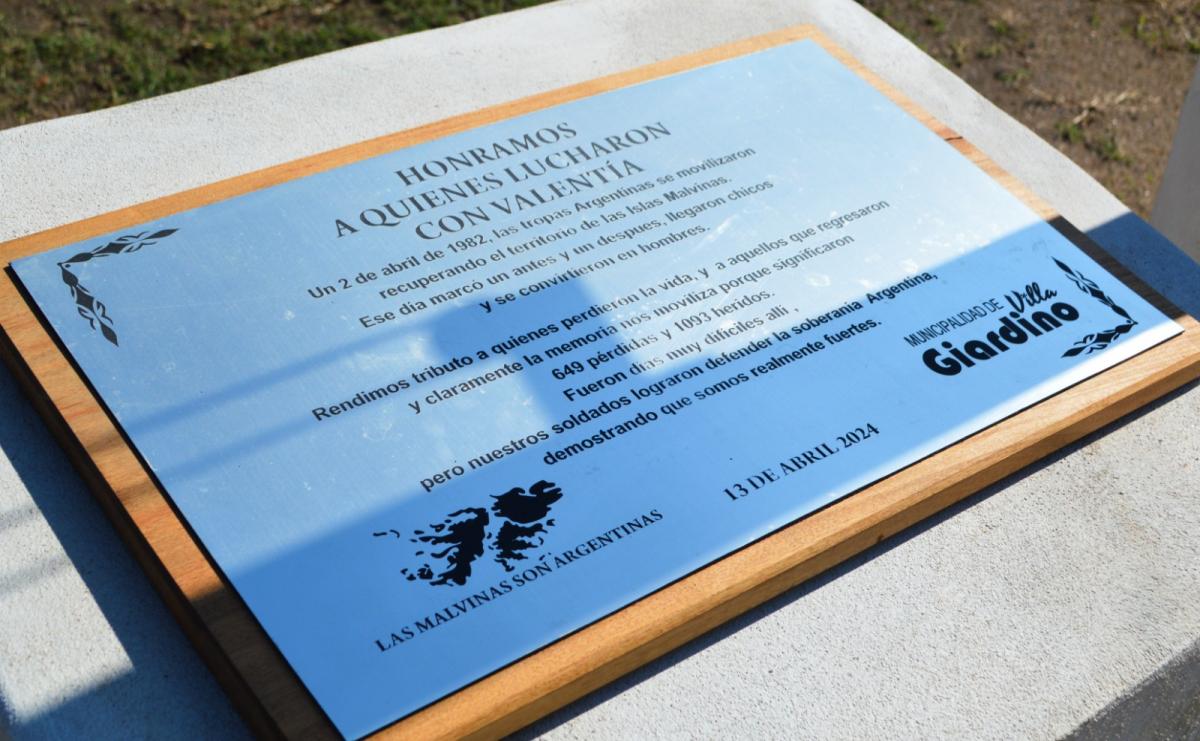 HONRAMOS
A QUIENES LUCHARON
CON VALENTÍA
Un 2 de abril de 1982, las tropas Argentinas se movilizaron
recuperando el territorio de las Islas Malvinas.
Ese día marcó un antes y un despues, llegaron chicos
y se convirtieron en hombres.
Rendimos tributo a quienes perdieron la vida, y a aquellos que regresaron
y claramente la memoria nos moviliza porque significaron
649 pérdidas y 1093 heridos.
Fueron días muy difíciles alli ,
pero nuestros soldados lograron defender la soberania Argentina,
demostrando que somos realmente fuertes.
MUNICIPALIDAD DE Villa
Giardino
13 DE ABRIL 2024
LAS MALVINAS SON ARGENTINAS